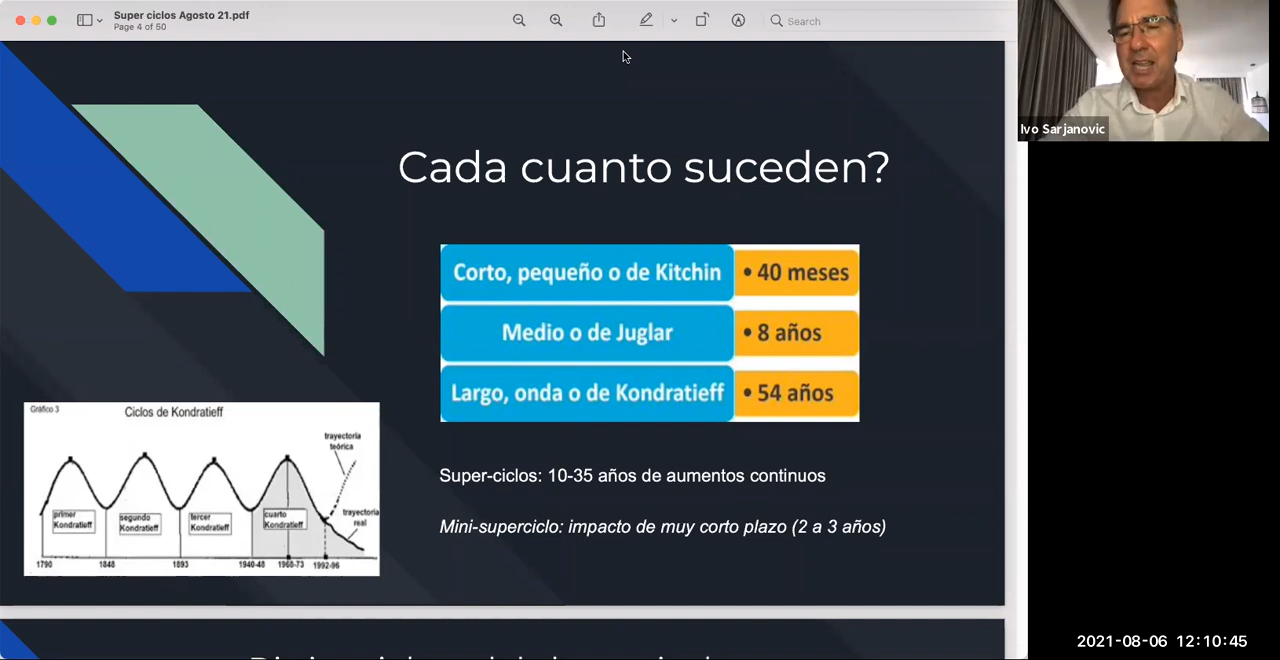 Super ciclos Agosto 21.pdf
Page 4 of 50
Search
Ivo Sarjanovic
Cada cuanto suceden?
Corto, pequeño o de Kitchin • 40 meses
Medio o de Juglar • 8 años
Largo, onda o de Kondratieff • 54 años
Super-ciclos: 10-35 años de aumentos continuos
Mini-superciclo: impacto de muy corto plazo (2 a 3 años)
Gráfico 3
Ciclos de Kondratieff
trayectoria
teórica
trayectoria
real
primer
Kondratieff
segundo
Kondratieff
tercer
Kondratieff
cuarto
Kondratieff
1790 1848 1893 1940-48 1968-73 1992-96
2021-08-06 12:10:45